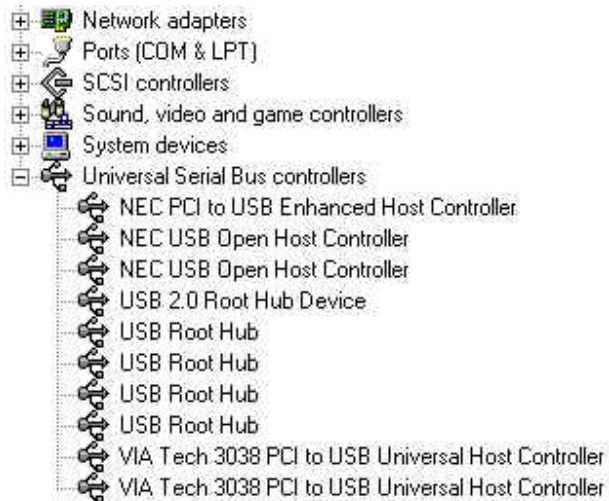 Network adapters
Ports (COM & LPT)
SCSI controllers
Sound, video and game controllers
System devices
Universal Serial Bus controllers
NEC PCI to USB Enhanced Host Controller
NEC USB Open Host Controller
NEC USB Open Host Controller
USB 2.0 Root Hub Device
USB Root Hub
USB Root Hub
USB Root Hub
USB Root Hub
VIA Tech 3038 PCI to USB Universal Host Controller
VIA Tech 3038 PCI to USB Universal Host Controller